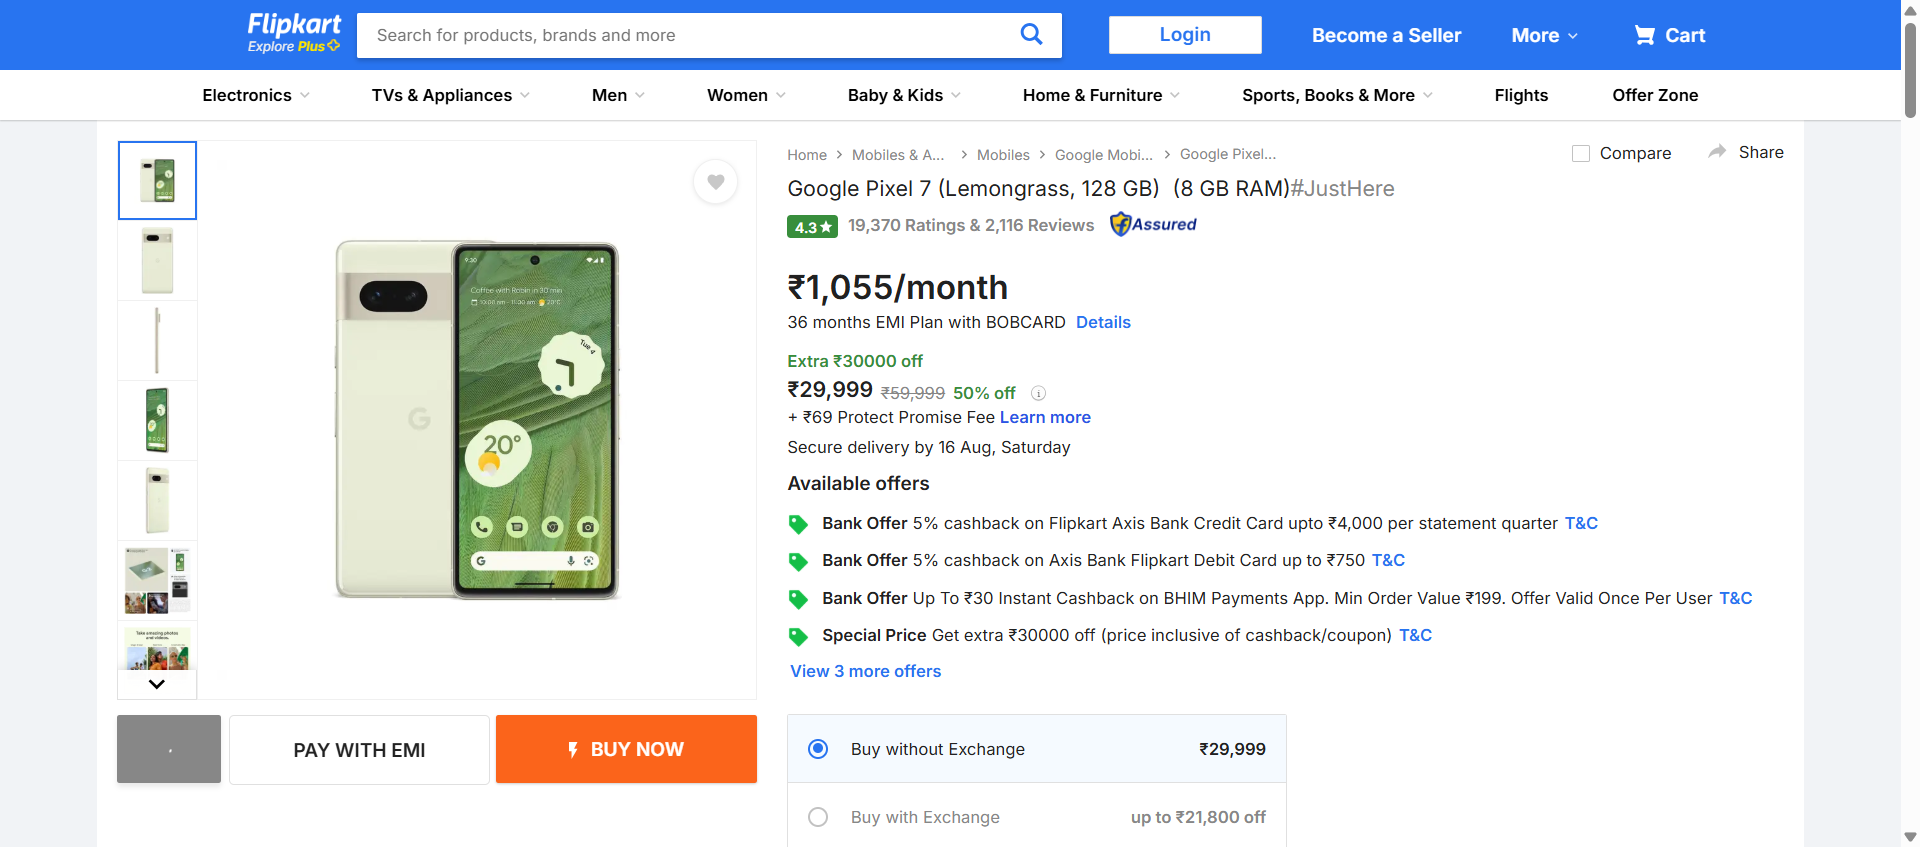 Flipkart
Explore Plus
Search for products, brands and more
Login
Become a Seller
More
Cart
Electronics
TVs & Appliances
Men
Women
Baby & Kids
Home & Furniture
Sports, Books & More
Flights
Offer Zone
Home
Mobiles & A...
Mobiles
Google Mobi...
Google Pixel...
Compare
Share
Google Pixel 7 (Lemongrass, 128 GB) (8 GB RAM)#JustHere
4.3★
19,370 Ratings & 2,116 Reviews
Assured
₹1,055/month
36 months EMI Plan with BOBCARD Details
Extra ₹30000 off
₹29,999 ₹59,999 50% off
+ ₹69 Protect Promise Fee Learn more
Secure delivery by 16 Aug, Saturday
Available offers
Bank Offer 5% cashback on Flipkart Axis Bank Credit Card upto ₹4,000 per statement quarter T&C
Bank Offer 5% cashback on Axis Bank Flipkart Debit Card up to ₹750 T&C
Bank Offer Up To ₹30 Instant Cashback on BHIM Payments App. Min Order Value ₹199. Offer Valid Once Per User T&C
Special Price Get extra ₹30000 off (price inclusive of cashback/coupon) T&C
View 3 more offers
Buy without Exchange ₹29,999
Buy with Exchange up to ₹21,800 off
9:30
Coffee with Robin in 30 min
10:00 am - 11:00 am 20°C
Tue 4
G
20°
G
Take amazing photos
and videos.
PAY WITH EMI
BUY NOW